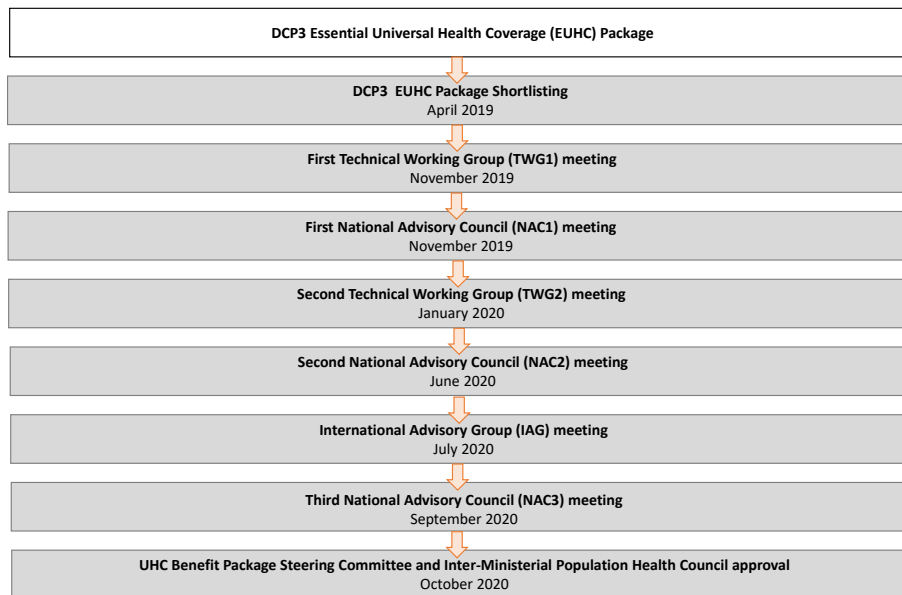 DCP3 Essential Universal Health Coverage (EUHC) Package
DCP3 EUHC Package Shortlisting
April 2019
First Technical Working Group (TWG1) meeting
November 2019
First National Advisory Council (NAC1) meeting
November 2019
Second Technical Working Group (TWG2) meeting
January 2020
Second National Advisory Council (NAC2) meeting
June 2020
International Advisory Group (IAG) meeting
July 2020
Third National Advisory Council (NAC3) meeting
September 2020
UHC Benefit Package Steering Committee and Inter-Ministerial Population Health Council approval
October 2020